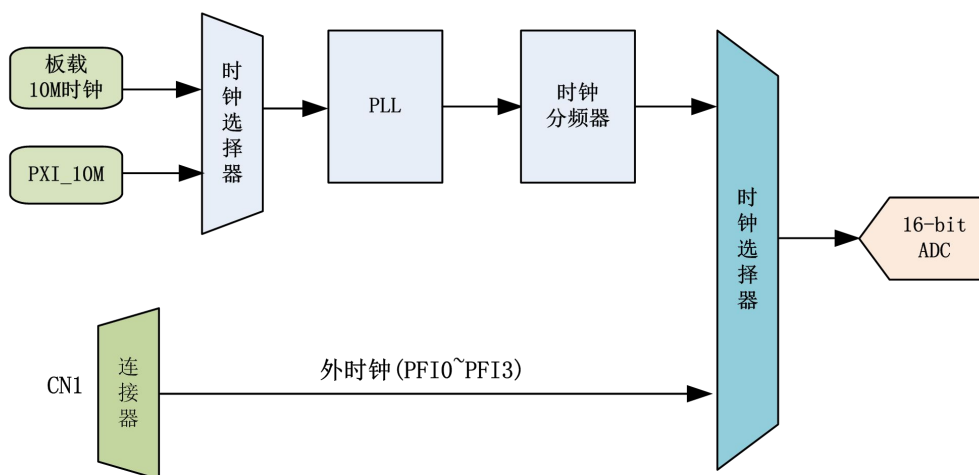 板载
10M时钟
PXI_10M
时钟选择器
PLL
时钟
分频器
时钟选择器
16-bit
ADC
CN1
连接器
外时钟(PFI0~PFI3)